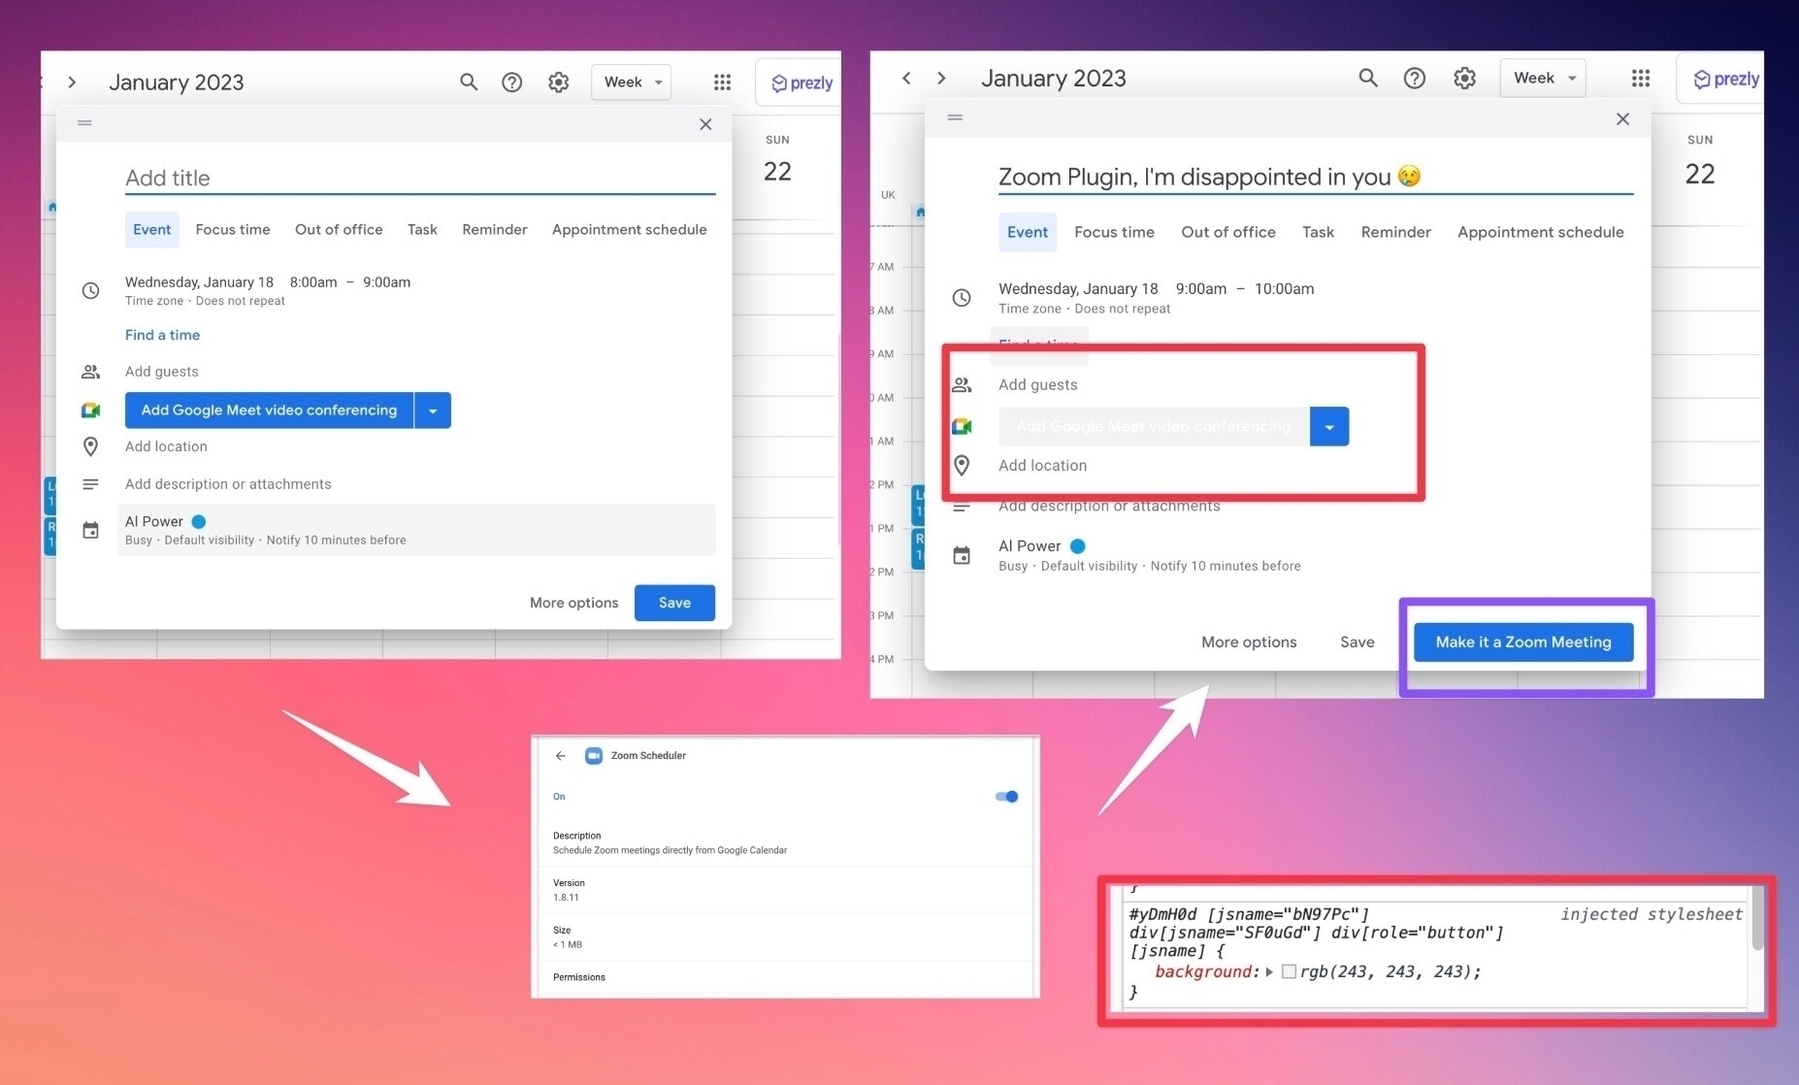 January 2023
Week
prezly
SUN
22
Add title
Event Focus time Out of office Task Reminder Appointment schedule
Wednesday, January 18 8:00am – 9:00am
Time zone · Does not repeat
Find a time
Add guests
Add Google Meet video conferencing
Add location
Add description or attachments
Al Power
Busy · Default visibility · Notify 10 minutes before
More options Save
January 2023
Week
prezly
SUN
22
UK
Zoom Plugin, I'm disappointed in you 😢
Event Focus time Out of office Task Reminder Appointment schedule
7 AM
8 AM
9 AM
0 AM
1 AM
2 PM
1 PM
2 PM
3 PM
4 PM
Wednesday, January 18 9:00am – 10:00am
Time zone · Does not repeat
Find a time
Add guests
Add Google Meet video conferencing
Add location
Add description or attachments
Al Power
Busy · Default visibility · Notify 10 minutes before
More options Save Make it a Zoom Meeting
Zoom Scheduler
On
Description
Schedule Zoom meetings directly from Google Calendar
Version
1.8.11
Size
< 1 MB
Permissions
}
#yDmH0d [jsname="bN97Pc"] injected stylesheet
div[jsname="SF0uGd"] div[role="button"]
[jsname] {
background: rgb(243, 243, 243);
}